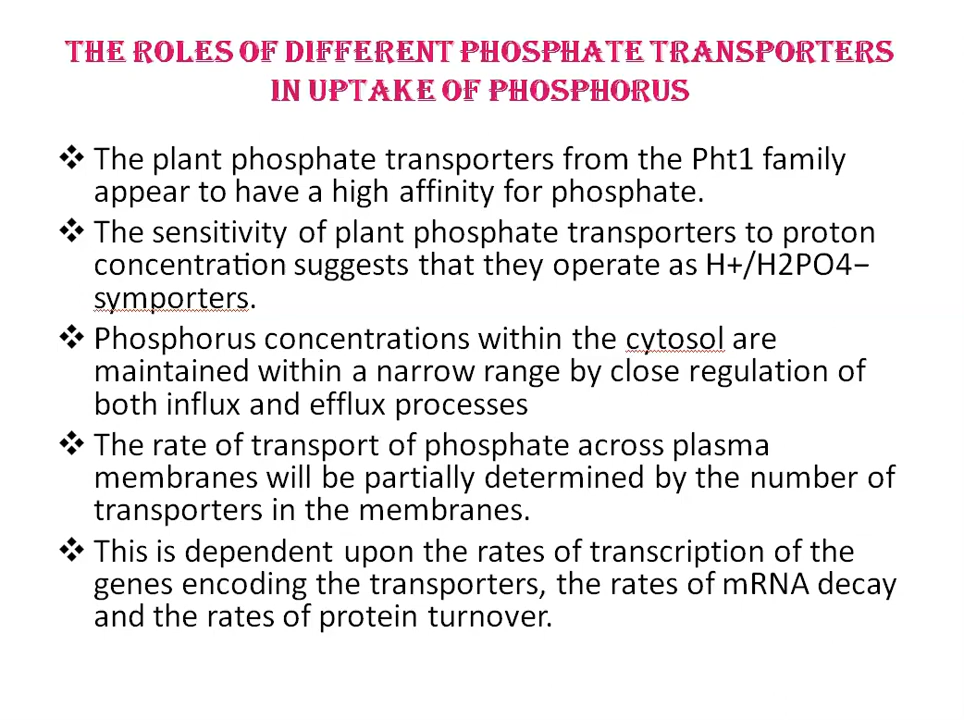 THE ROLES OF DIFFERENT PHOSPHATE TRANSPORTERS
IN UPTAKE OF PHOSPHORUS
❖ The plant phosphate transporters from the Pht1 family
appear to have a high affinity for phosphate.
❖ The sensitivity of plant phosphate transporters to proton
concentration suggests that they operate as H+/H2PO4−
symporters.
❖ Phosphorus concentrations within the cytosol are
maintained within a narrow range by close regulation of
both influx and efflux processes
❖ The rate of transport of phosphate across plasma
membranes will be partially determined by the number of
transporters in the membranes.
❖ This is dependent upon the rates of transcription of the
genes encoding the transporters, the rates of mRNA decay
and the rates of protein turnover.